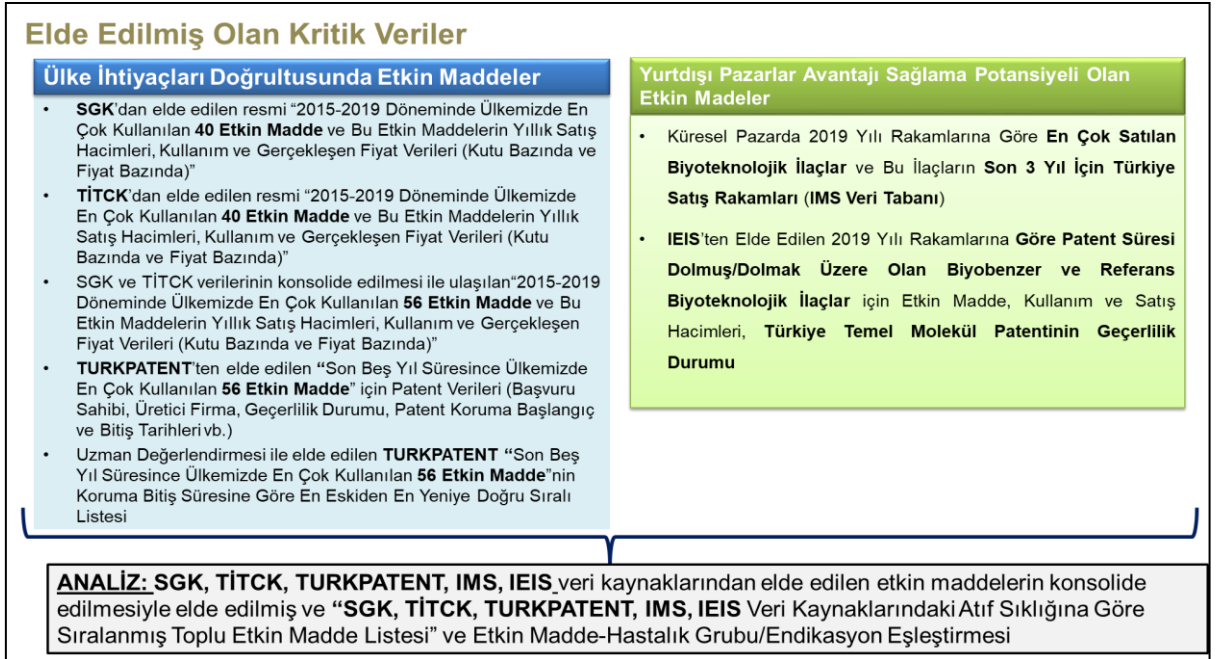 Elde Edilmiş Olan Kritik Veriler
Ülke İhtiyaçları Doğrultusunda Etkin Maddeler
• SGK'dan elde edilen resmi “2015-2019 Döneminde Ülkemizde En
Çok Kullanılan 40 Etkin Madde ve Bu Etkin Maddelerin Yıllık Satış
Hacimleri, Kullanım ve Gerçekleşen Fiyat Verileri (Kutu Bazında ve
Fiyat Bazında)”
• TİTCK'dan elde edilen resmi “2015-2019 Döneminde Ülkemizde
En Çok Kullanılan 40 Etkin Madde ve Bu Etkin Maddelerin Yıllık
Satış Hacimleri, Kullanım ve Gerçekleşen Fiyat Verileri (Kutu
Bazında ve Fiyat Bazında)”
• SGK ve TİTCK verilerinin konsolide edilmesi ile ulaşılan“2015-2019
Döneminde Ülkemizde En Çok Kullanılan 56 Etkin Madde ve Bu
Etkin Maddelerin Yıllık Satış Hacimleri, Kullanım ve Gerçekleşen
Fiyat Verileri (Kutu Bazında ve Fiyat Bazında)”
• TURKPATENT'ten elde edilen “Son Beş Yıl Süresince Ülkemizde
En Çok Kullanılan 56 Etkin Madde” için Patent Verileri (Başvuru
Sahibi, Üretici Firma, Geçerlilik Durumu, Patent Koruma Başlangıç
ve Bitiş Tarihleri vb.)
• Uzman Değerlendirmesi ile elde edilen TURKPATENT “Son Beş
Yıl Süresince Ülkemizde En Çok Kullanılan 56 Etkin Madde”nin
Koruma Bitiş Süresine Göre En Eskiden En Yeniye Doğru Sıralı
Listesi
Yurtdışı Pazarlar Avantajı Sağlama Potansiyeli Olan
Etkin Madeler
• Küresel Pazarda 2019 Yılı Rakamlarına Göre En Çok Satılan
Biyoteknolojik İlaçlar ve Bu İlaçların Son 3 Yıl İçin Türkiye
Satış Rakamları (IMS Veri Tabanı)
• IEIS'ten Elde Edilen 2019 Yılı Rakamlarına Göre Patent Süresi
Dolmuş/Dolmak Üzere Olan Biyobenzer ve Referans
Biyoteknolojik İlaçlar için Etkin Madde, Kullanım ve Satış
Hacimleri, Türkiye Temel Molekül Patentinin Geçerlilik
Durumu
ANALİZ: SGK, TİTCK, TURKPATENT, IMS, IEIS veri kaynaklarından elde edilen etkin maddelerin konsolide
edilmesiyle elde edilmiş ve “SGK, TİTCK, TURKPATENT, IMS, IEIS Veri Kaynaklarındaki Atıf Sıklığına Göre
Sıralanmış Toplu Etkin Madde Listesi” ve Etkin Madde-Hastalık Grubu/Endikasyon Eşleştirmesi